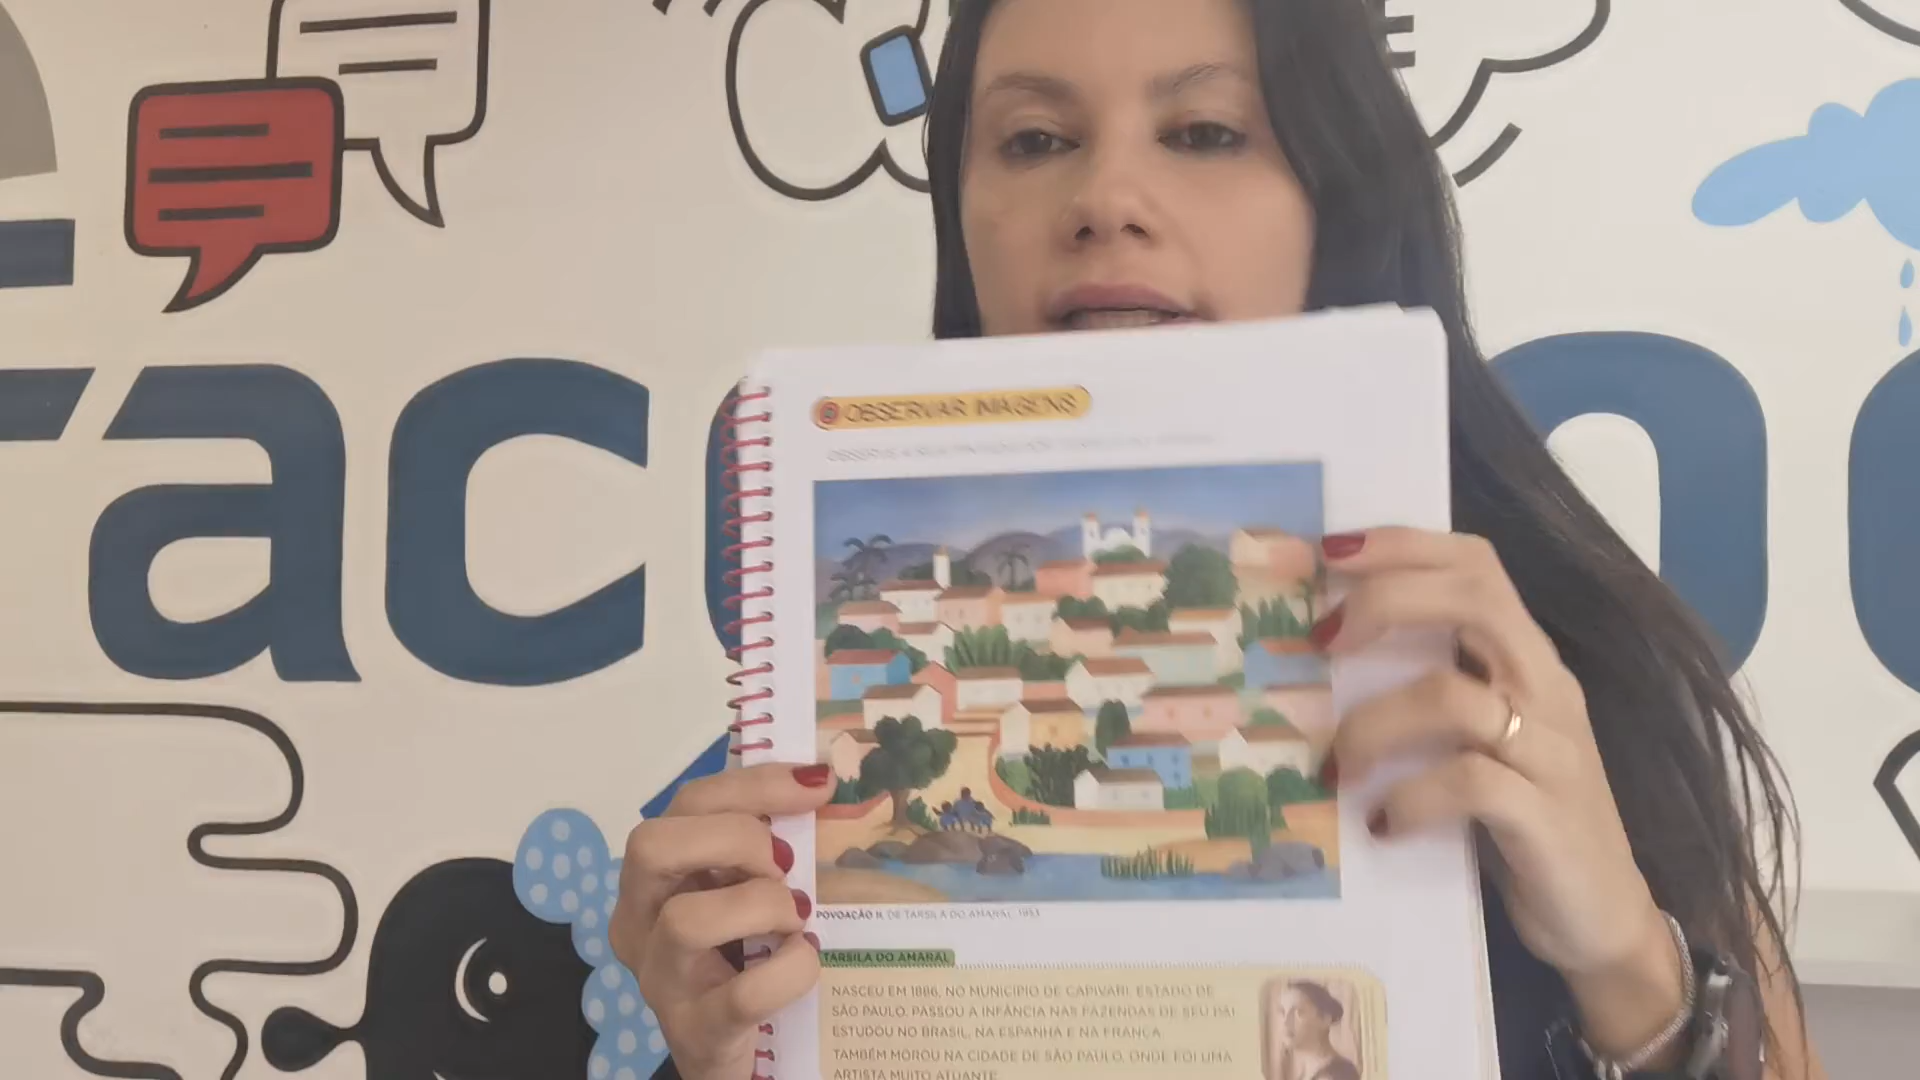 aco
OBSERVAR IMAGENS
POVOAÇÃO II, DE TARSILA DO AMARAL, 1953
TARSILA DO AMARAL
NASCEU EM 1886, NO MUNICÍPIO DE CAPIVARI, ESTADO DE
SÃO PAULO. PASSOU A INFÂNCIA NAS FAZENDAS DE SEU PAI
ESTUDOU NO BRASIL, NA ESPANHA E NA FRANÇA.
TAMBÉM MOROU NA CIDADE DE SÃO PAULO, ONDE FOI UMA
ARTISTA MUITO ATUANTE.